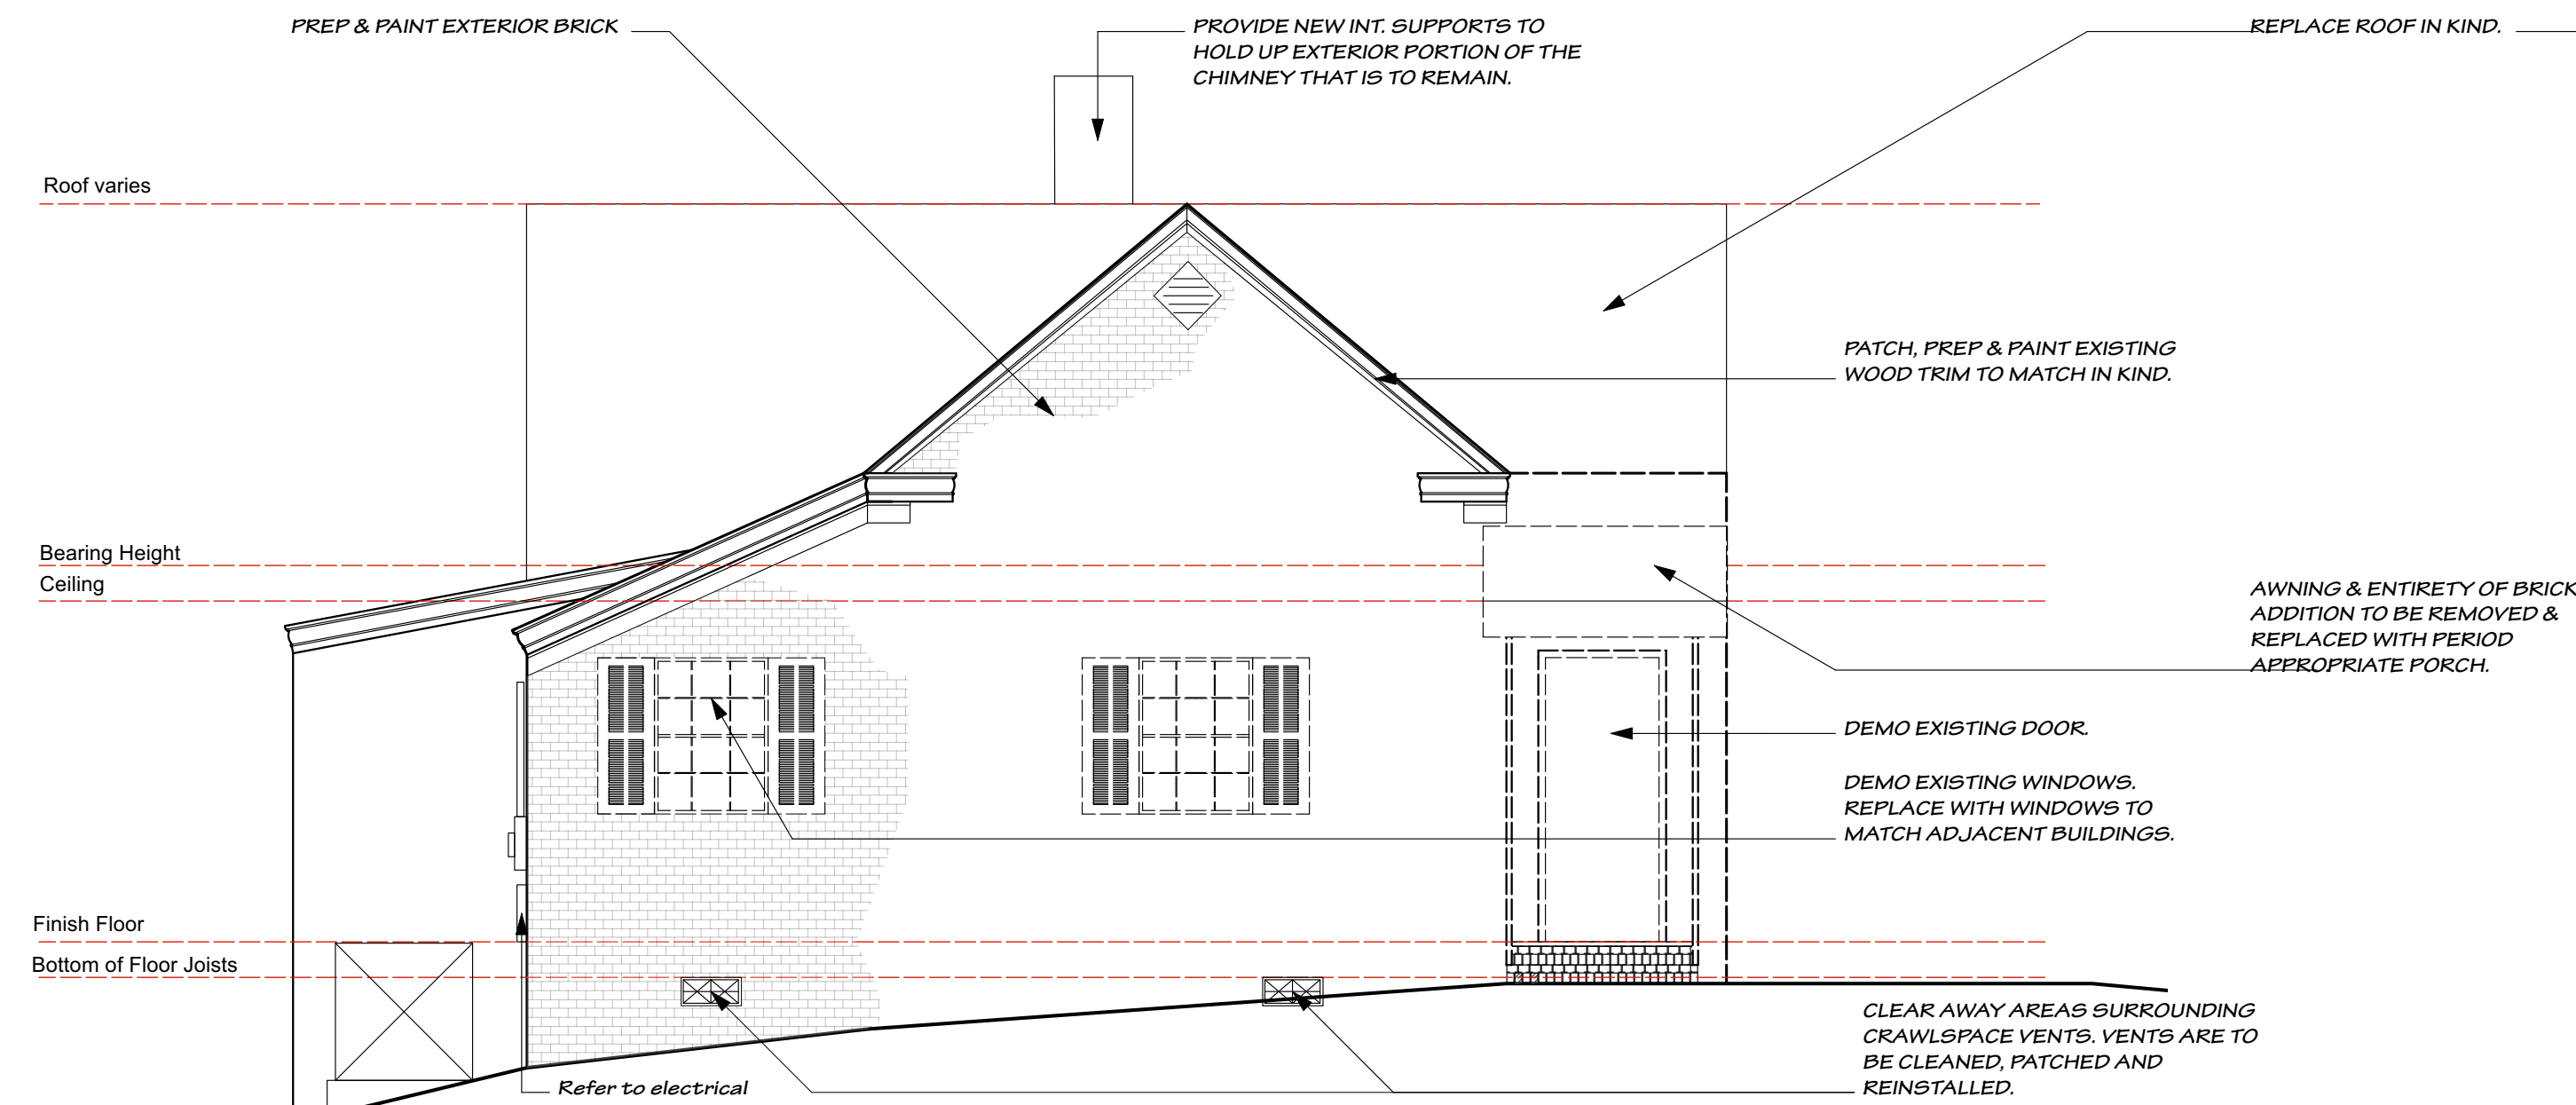 PREP & PAINT EXTERIOR BRICK
PROVIDE NEW INT. SUPPORTS TO
HOLD UP EXTERIOR PORTION OF THE
CHIMNEY THAT IS TO REMAIN.
REPLACE ROOF IN KIND.
Roof varies
PATCH, PREP & PAINT EXISTING
WOOD TRIM TO MATCH IN KIND.
Bearing Height
Ceiling
AWNING & ENTIRETY OF BRICK
ADDITION TO BE REMOVED &
REPLACED WITH PERIOD
APPROPRIATE PORCH.
DEMO EXISTING DOOR.
DEMO EXISTING WINDOWS.
REPLACE WITH WINDOWS TO
MATCH ADJACENT BUILDINGS.
Finish Floor
Bottom of Floor Joists
CLEAR AWAY AREAS SURROUNDING
CRAWLSPACE VENTS. VENTS ARE TO
BE CLEANED, PATCHED AND
REINSTALLED.
Refer to electrical